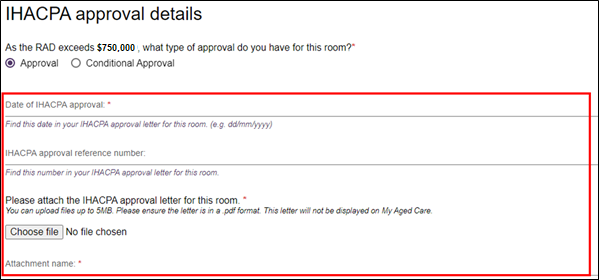 IHACPA approval details
As the RAD exceeds $750,000 , what type of approval do you have for this room?*
Approval Conditional Approval
Date of IHACPA approval: *
Find this date in your IHACPA approval letter for this room. (e.g. dd/mm/yyyy)
IHACPA approval reference number:
Find this number in your IHACPA approval letter for this room.
Please attach the IHACPA approval letter for this room. *
You can upload files up to 5MB. Please ensure the letter is in a .pdf format. This letter will not be displayed on My Aged Care.
Choose file No file chosen
Attachment name: *